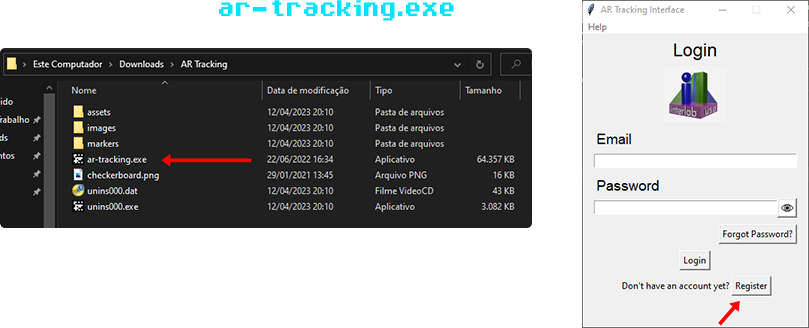 ar-tracking.exe
Este Computador > Downloads > AR Tracking
Nome Data de modificação Tipo Tamanho
assets 12/04/2023 20:10 Pasta de arquivos
images 12/04/2023 20:10 Pasta de arquivos
markers 12/04/2023 20:10 Pasta de arquivos
ar-tracking.exe 22/06/2022 16:34 Aplicativo 64.357 KB
checkerboard.png 29/01/2021 13:45 Arquivo PNG 16 KB
unins000.dat 12/04/2023 20:10 Filme VideoCD 43 KB
unins000.exe 12/04/2023 20:10 Aplicativo 3.082 KB
ido
Trabalho
ds
ntos
AR Tracking Interface
Help
Login
interlab usp
Email
Password
Forgot Password?
Login
Don't have an account yet? Register